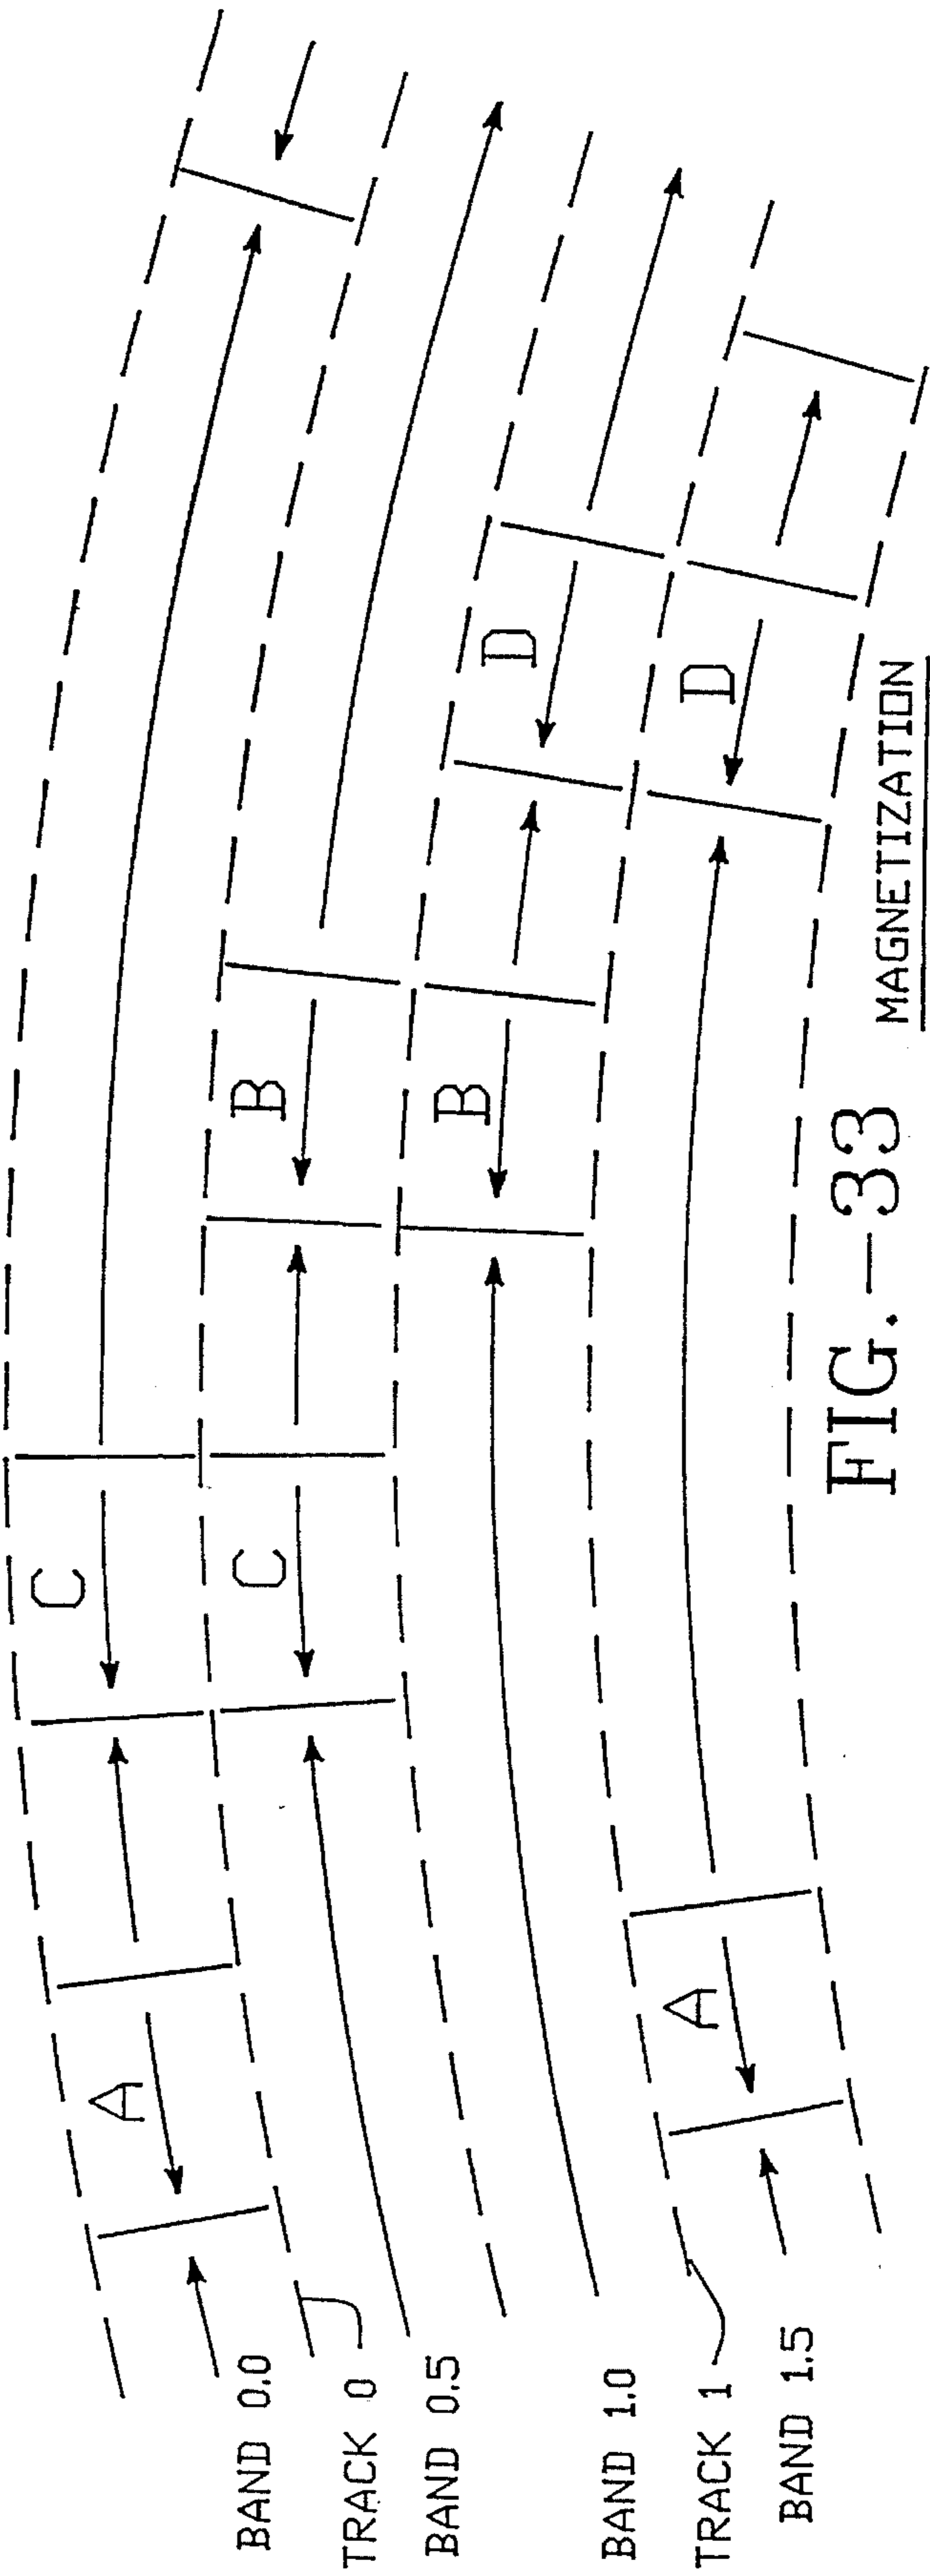 A
C
C
B
B
D
D
A
BAND 0.0
TRACK 0
BAND 0.5
BAND 1.0
TRACK 1
BAND 1.5
MAGNETIZATION
FIG.-33